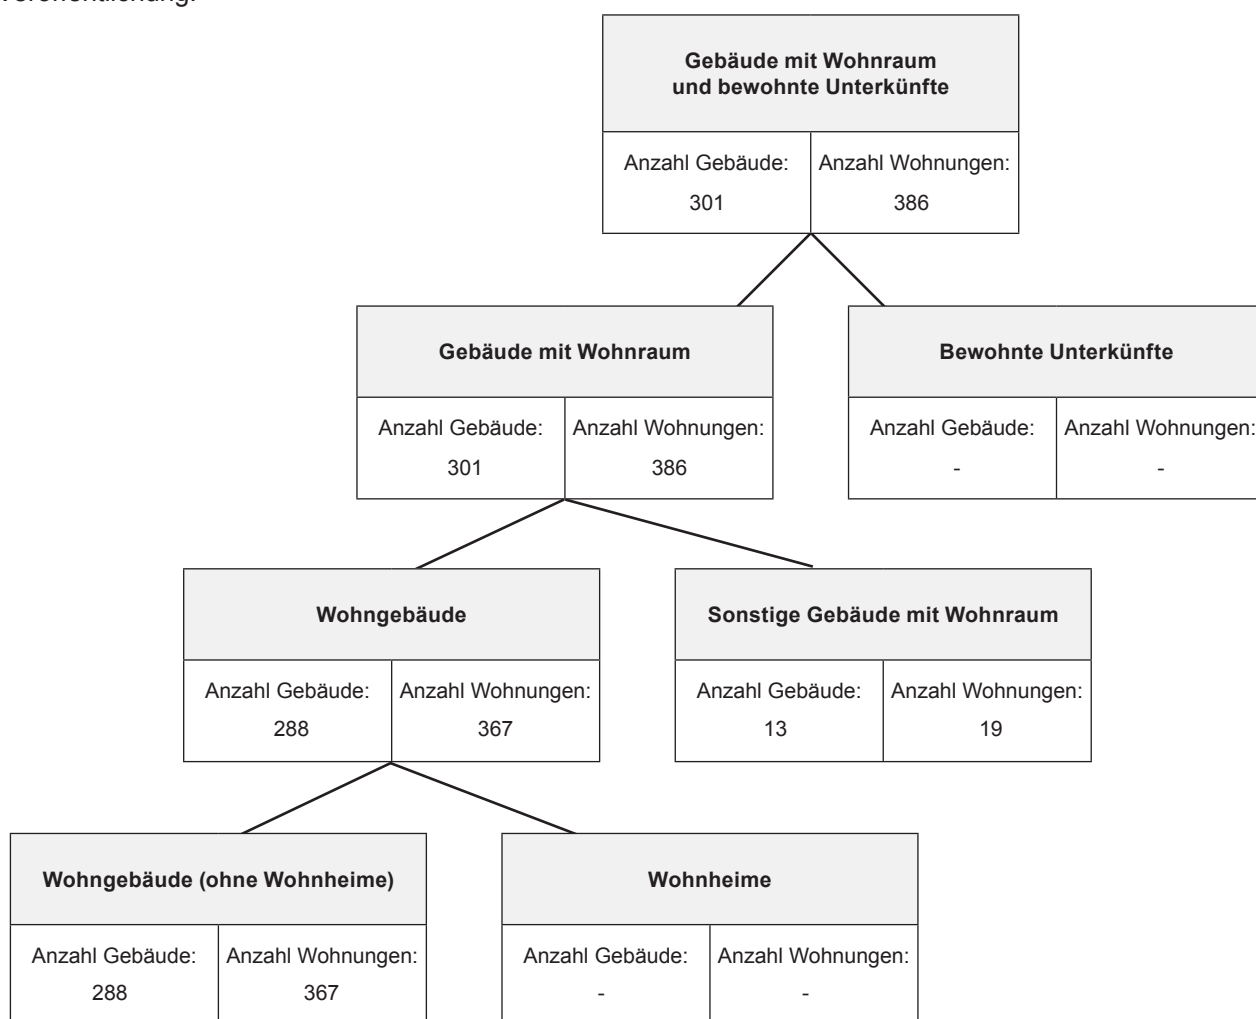 Veröffentlichung.
Gebäude mit Wohnraum
und bewohnte Unterkünfte
Anzahl Gebäude:
301
Anzahl Wohnungen:
386
Gebäude mit Wohnraum
Anzahl Gebäude:
301
Anzahl Wohnungen:
386
Bewohnte Unterkünfte
Anzahl Gebäude:
-
Anzahl Wohnungen:
-
Wohngebäude
Anzahl Gebäude:
288
Anzahl Wohnungen:
367
Sonstige Gebäude mit Wohnraum
Anzahl Gebäude:
13
Anzahl Wohnungen:
19
Wohngebäude (ohne Wohnheime)
Anzahl Gebäude:
288
Anzahl Wohnungen:
367
Wohnheime
Anzahl Gebäude:
-
Anzahl Wohnungen:
-